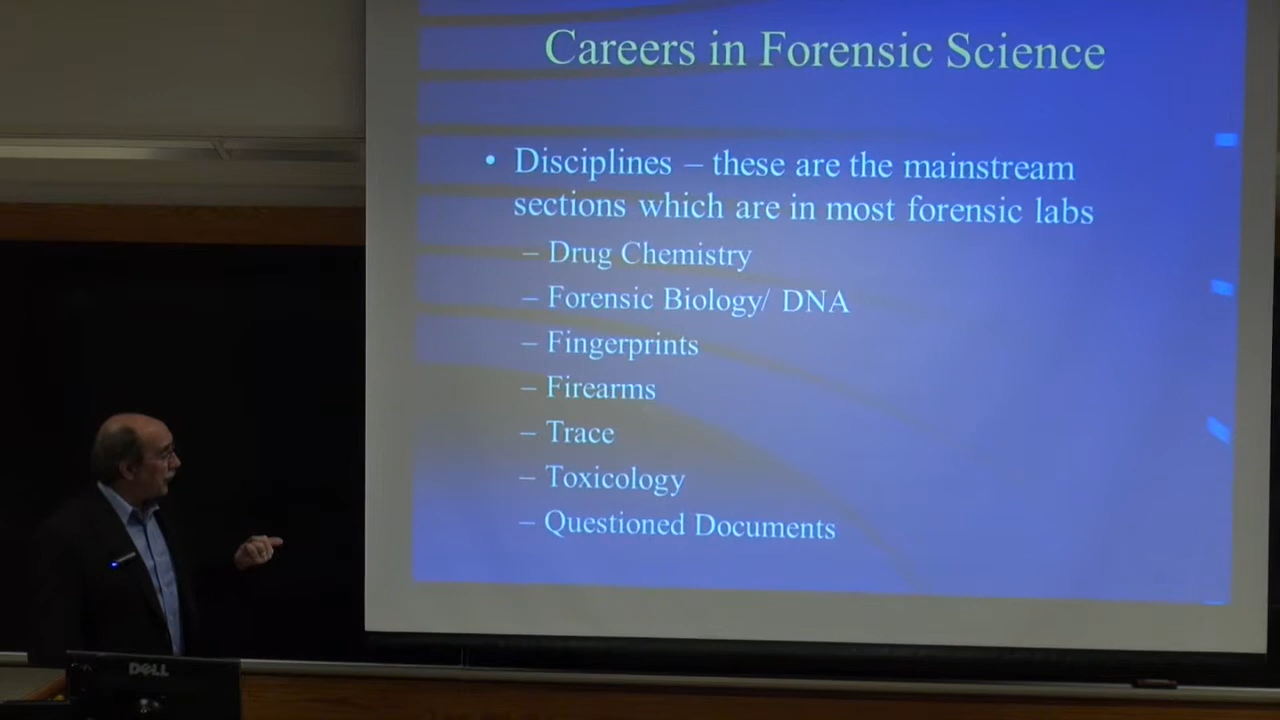 Careers in Forensic Science
• Disciplines – these are the mainstream
sections which are in most forensic labs
– Drug Chemistry
– Forensic Biology/ DNA
– Fingerprints
– Firearms
– Trace
– Toxicology
– Questioned Documents
DELL